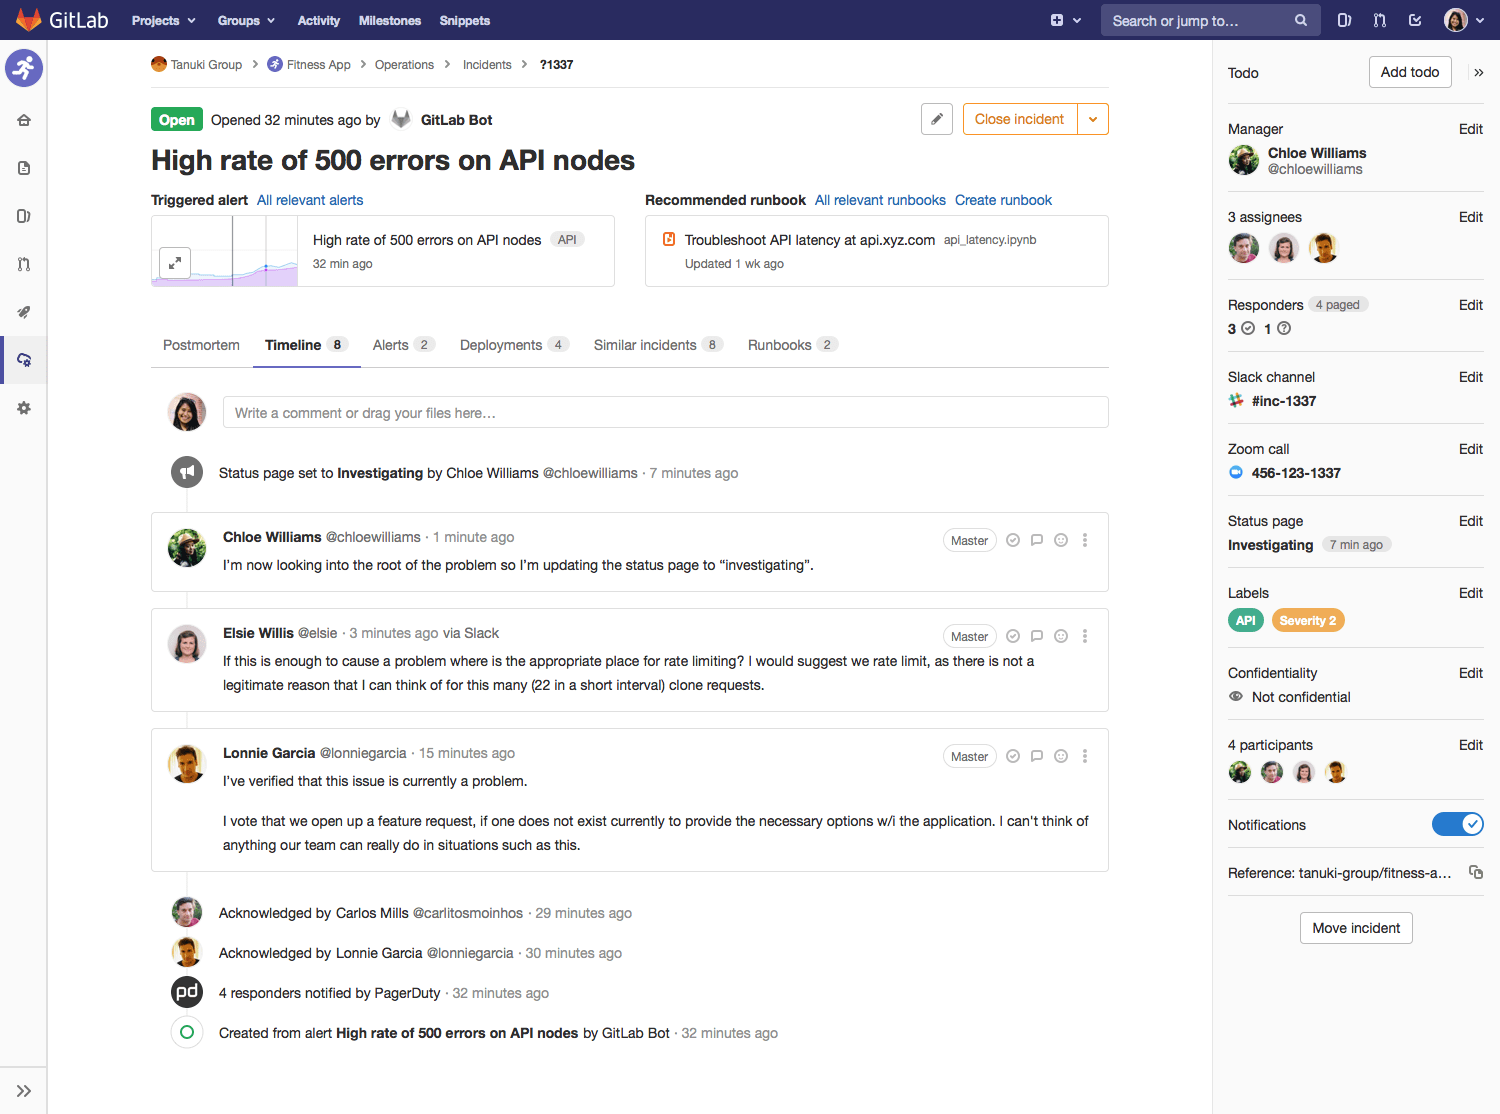 GitLab Projects Groups Activity Milestones Snippets Search or jump to…
Tanuki Group Fitness App Operations Incidents ?1337
Open Opened 32 minutes ago by GitLab Bot Close incident
High rate of 500 errors on API nodes
Triggered alert All relevant alerts
High rate of 500 errors on API nodes API
32 min ago
Recommended runbook All relevant runbooks Create runbook
Troubleshoot API latency at api.xyz.com api_latency.ipynb
Updated 1 wk ago
Postmortem Timeline 8 Alerts 2 Deployments 4 Similar incidents 8 Runbooks 2
Write a comment or drag your files here…
Status page set to Investigating by Chloe Williams @chloewilliams · 7 minutes ago
Chloe Williams @chloewilliams · 1 minute ago Master
I'm now looking into the root of the problem so I'm updating the status page to “investigating”.
Elsie Willis @elsie · 3 minutes ago via Slack Master
If this is enough to cause a problem where is the appropriate place for rate limiting? I would suggest we rate limit, as there is not a
legitimate reason that I can think of for this many (22 in a short interval) clone requests.
Lonnie Garcia @lonniegarcia · 15 minutes ago Master
I've verified that this issue is currently a problem.
I vote that we open up a feature request, if one does not exist currently to provide the necessary options w/i the application. I can't think of
anything our team can really do in situations such as this.
Acknowledged by Carlos Mills @carlitosmoinhos · 29 minutes ago
Acknowledged by Lonnie Garcia @lonniegarcia · 30 minutes ago
pd 4 responders notified by PagerDuty · 32 minutes ago
Created from alert High rate of 500 errors on API nodes by GitLab Bot · 32 minutes ago
Todo Add todo
Manager Edit
Chloe Williams
@chloewilliams
3 assignees Edit
Responders 4 paged Edit
3 1
Slack channel Edit
#inc-1337
Zoom call Edit
456-123-1337
Status page Edit
Investigating 7 min ago
Labels Edit
API Severity 2
Confidentiality Edit
Not confidential
4 participants Edit
Notifications
Reference: tanuki-group/fitness-a…
Move incident